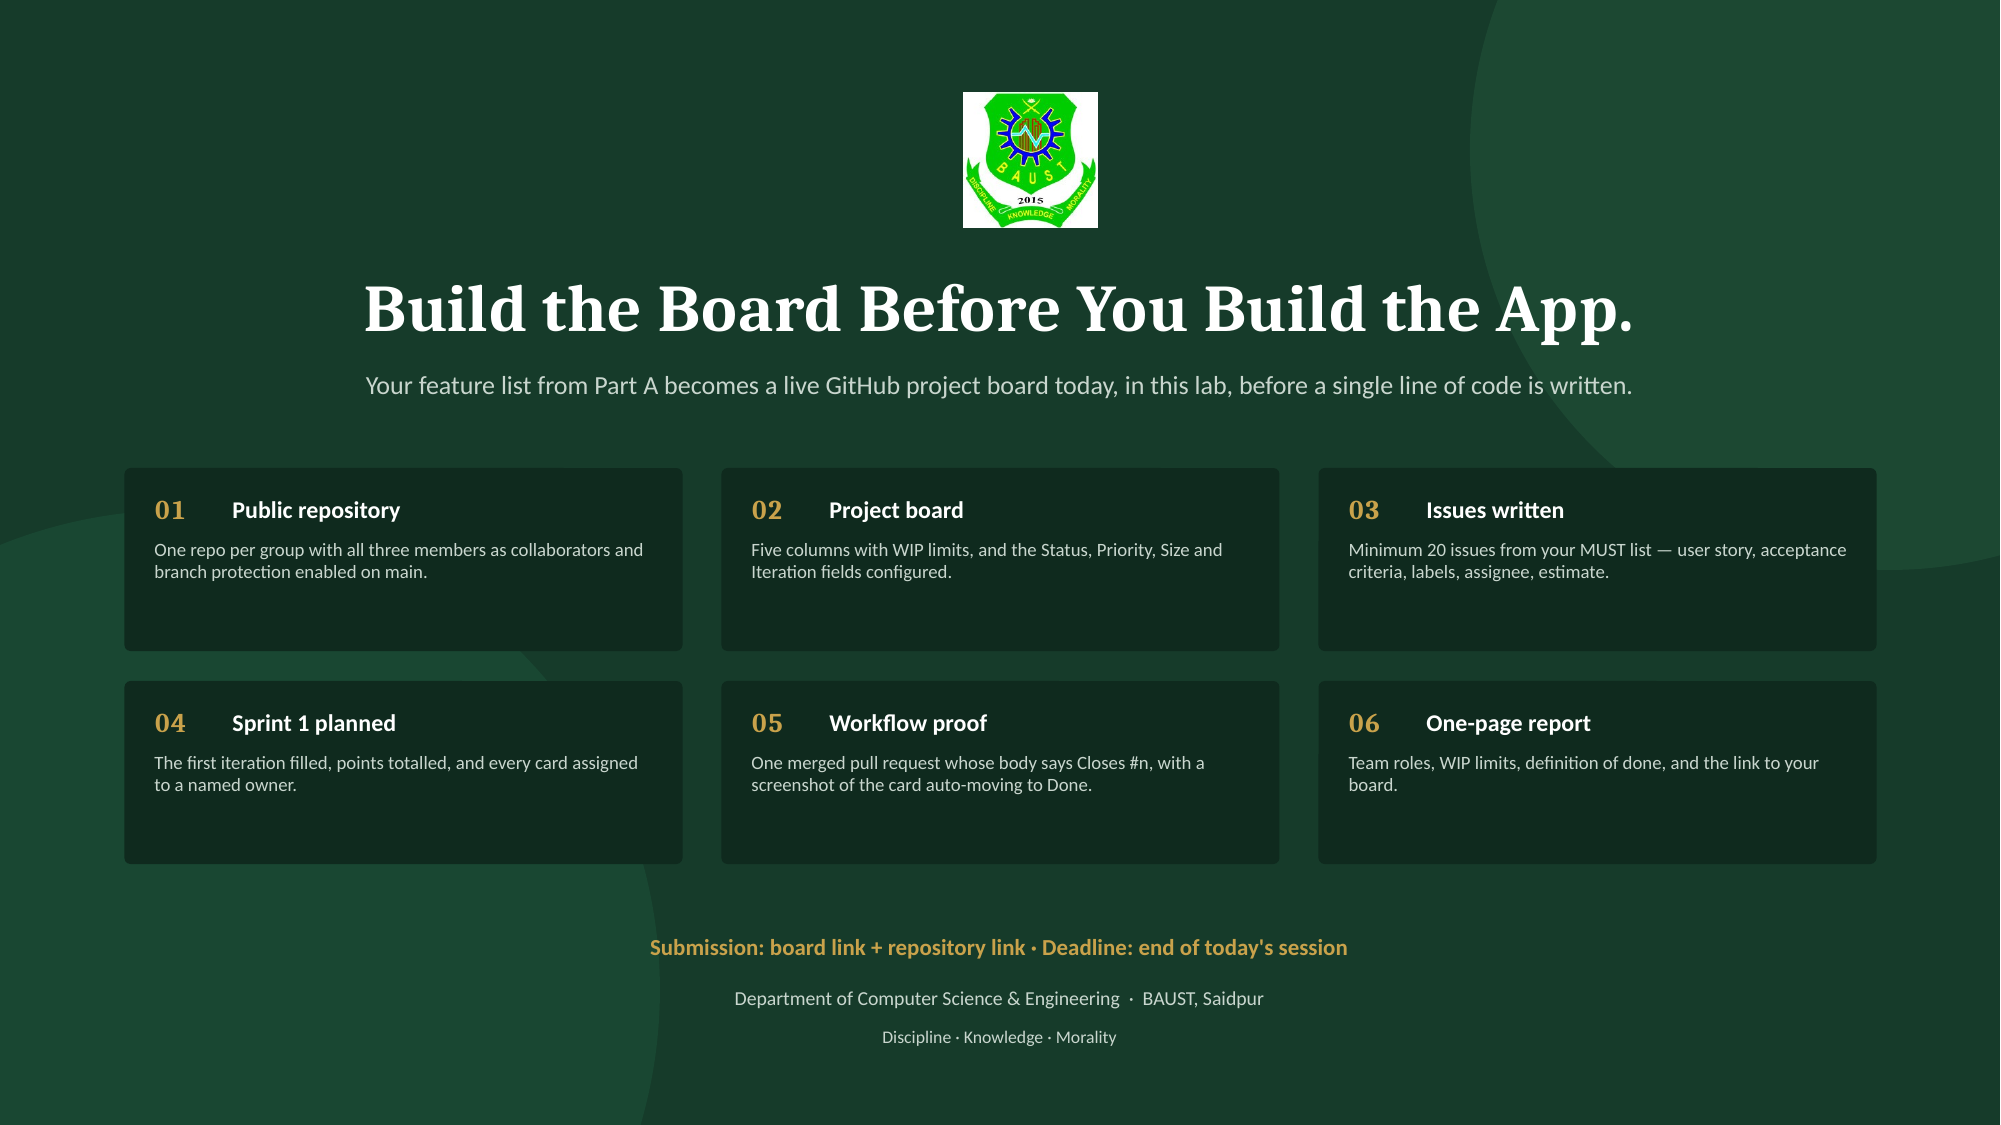 BAUST
2015
DISCIPLINE
KNOWLEDGE
MORALITY
Build the Board Before You Build the App.
Your feature list from Part A becomes a live GitHub project board today, in this lab, before a single line of code is written.
01 Public repository
One repo per group with all three members as collaborators and
branch protection enabled on main.
02 Project board
Five columns with WIP limits, and the Status, Priority, Size and
Iteration fields configured.
03 Issues written
Minimum 20 issues from your MUST list — user story, acceptance
criteria, labels, assignee, estimate.
04 Sprint 1 planned
The first iteration filled, points totalled, and every card assigned
to a named owner.
05 Workflow proof
One merged pull request whose body says Closes #n, with a
screenshot of the card auto-moving to Done.
06 One-page report
Team roles, WIP limits, definition of done, and the link to your
board.
Submission: board link + repository link · Deadline: end of today's session
Department of Computer Science & Engineering · BAUST, Saidpur
Discipline · Knowledge · Morality